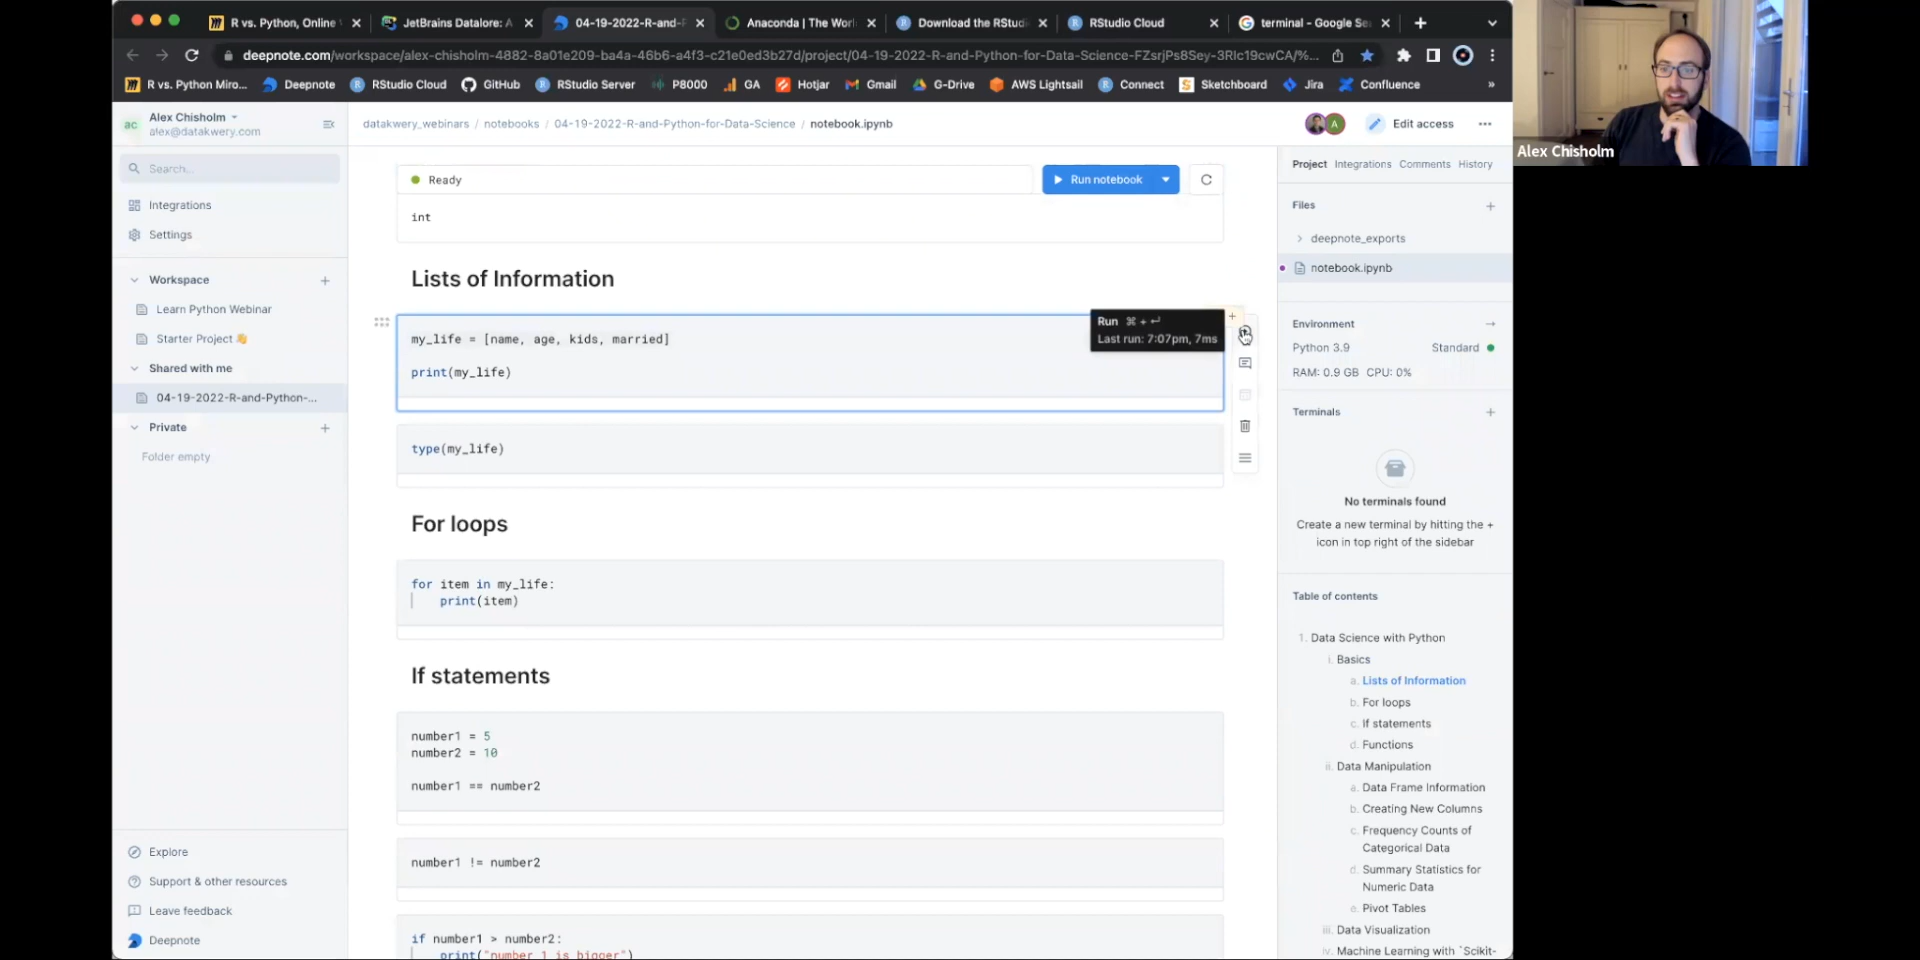 R vs. Python, Online
JetBrains Datalore: A
04-19-2022-R-and-P
Anaconda | The Worl
Download the RStud
RStudio Cloud
terminal - Google Se
deepnote.com/workspace/alex-chisholm-4882-8a01e209-ba4a-46b6-a4f3-c21e0ed3b27d/project/04-19-2022-R-and-Python-for-Data-Science-FZsrjPs8Sey-3RIc19cwCA/%...
R vs. Python Miro...
Deepnote
RStudio Cloud
GitHub
RStudio Server
P8000
GA
Hotjar
Gmail
G-Drive
AWS Lightsail
Connect
Sketchboard
Jira
Confluence
»
Alex Chisholm
ac
Alex Chisholm
alex@datakwery.com
datakwery_webinars / notebooks / 04-19-2022-R-and-Python-for-Data-Science / notebook.ipynb
A
Edit access
Search...
Integrations
Settings
Workspace
Learn Python Webinar
Starter Project 👋
Shared with me
04-19-2022-R-and-Python-...
Private
Folder empty
Explore
Support & other resources
Leave feedback
Deepnote
Ready
Run notebook
int
Lists of Information
my_life = [name, age, kids, married]
print(my_life)
Run ⌘ + ↵
Last run: 7:07pm, 7ms
type(my_life)
For loops
for item in my_life:
print(item)
If statements
number1 = 5
number2 = 10
number1 == number2
number1 != number2
if number1 > number2:
print("number 1 is bigger")
Project
Integrations
Comments
History
Files
deepnote_exports
notebook.ipynb
Environment
Python 3.9
Standard
RAM: 0.9 GB CPU: 0%
Terminals
No terminals found
Create a new terminal by hitting the +
icon in top right of the sidebar
Table of contents
1. Data Science with Python
i. Basics
a. Lists of Information
b. For loops
c. If statements
d. Functions
ii. Data Manipulation
a. Data Frame Information
b. Creating New Columns
c. Frequency Counts of
Categorical Data
d. Summary Statistics for
Numeric Data
e. Pivot Tables
iii. Data Visualization
iv. Machine Learning with `Scikit-